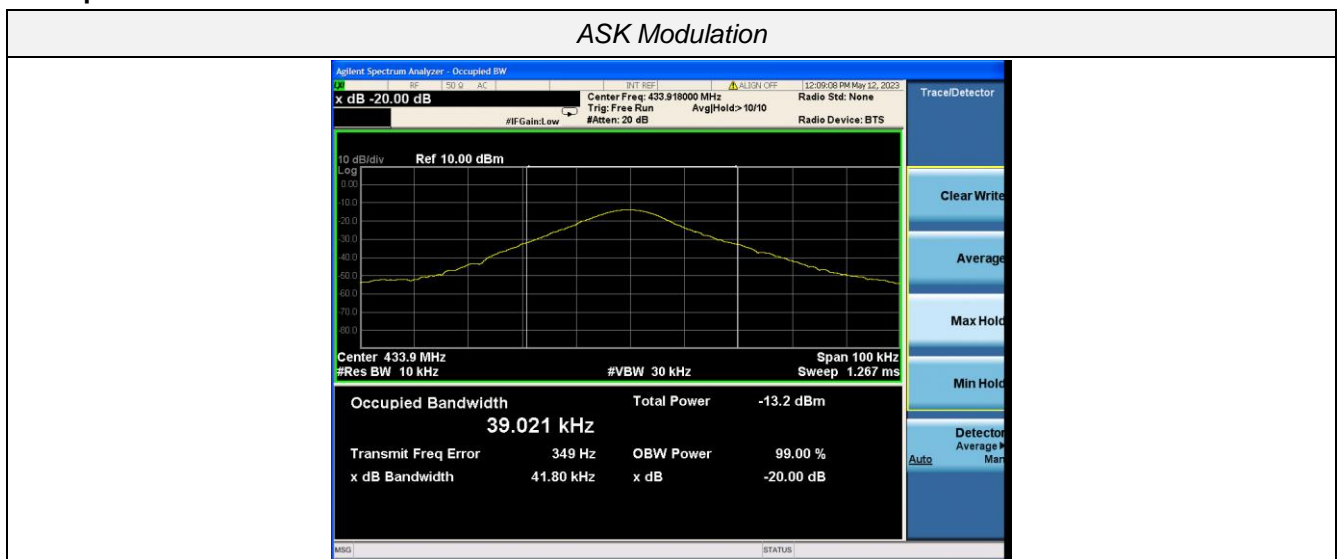 ASK Modulation
Agilent Spectrum Analyzer - Occupied BW
RF 50 Ω AC INT REF ALIGN OFF 12:09:08 PM May 12, 2023
x dB -20.00 dB
Center Freq: 433.918000 MHz Radio Std: None
Trig: Free Run Avg|Hold:> 10/10
#IFGain:Low #Atten: 20 dB Radio Device: BTS
Trace/Detector
10 dB/div Ref 10.00 dBm
Log
0.00
-10.0
-20.0
-30.0
-40.0
-50.0
-60.0
-70.0
-80.0
Center 433.9 MHz Span 100 kHz
#Res BW 10 kHz #VBW 30 kHz Sweep 1.267 ms
Occupied Bandwidth Total Power -13.2 dBm
39.021 kHz
Transmit Freq Error 349 Hz OBW Power 99.00 %
x dB Bandwidth 41.80 kHz x dB -20.00 dB
Clear Write
Average
Max Hold
Min Hold
Detector
Average
Auto Man
MSG STATUS